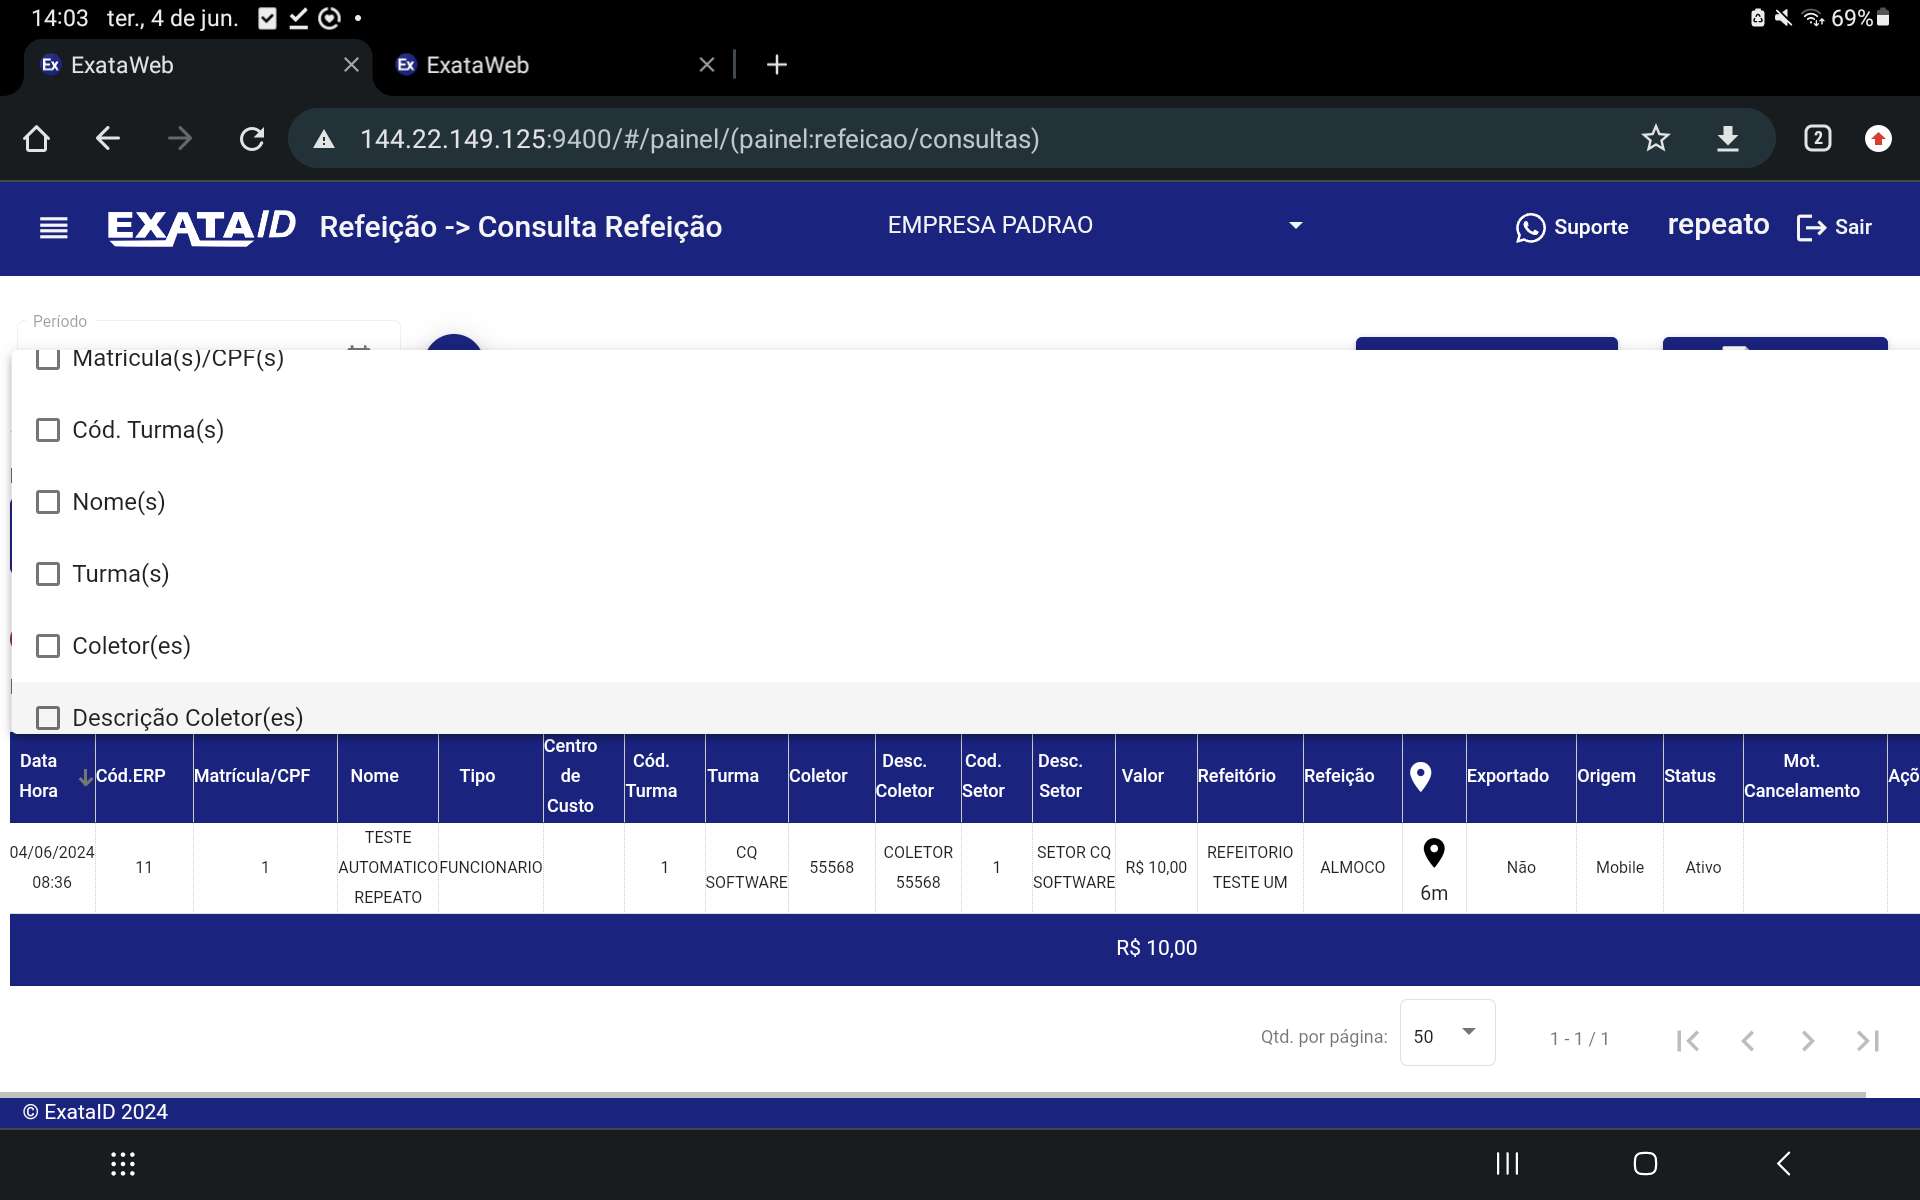 14:03 ter., 4 de jun.
69%
Ex ExataWeb
Ex ExataWeb
144.22.149.125:9400/#/painel/(painel:refeicao/consultas)
2
EXATA/D Refeição -> Consulta Refeição
EMPRESA PADRAO
Suporte
repeato
Sair
Período
Matricula(s)/CPF(s)
Cód. Turma(s)
Nome(s)
Turma(s)
Coletor(es)
Descrição Coletor(es)
Data Hora
Cód.ERP
Matrícula/CPF
Nome
Tipo
Centro de Custo
Cód. Turma
Turma
Coletor
Desc. Coletor
Cod. Setor
Desc. Setor
Valor
Refeitório
Refeição
Exportado
Origem
Status
Mot. Cancelamento
Açõ
04/06/2024 08:36
11
1
TESTE AUTOMATICO REPEATO
FUNCIONARIO
1
CQ SOFTWARE
55568
COLETOR 55568
1
SETOR CQ SOFTWARE
R$ 10,00
REFEITORIO TESTE UM
ALMOCO
6m
Não
Mobile
Ativo
R$ 10,00
Qtd. por página:
50
1 - 1 / 1
© ExataID 2024